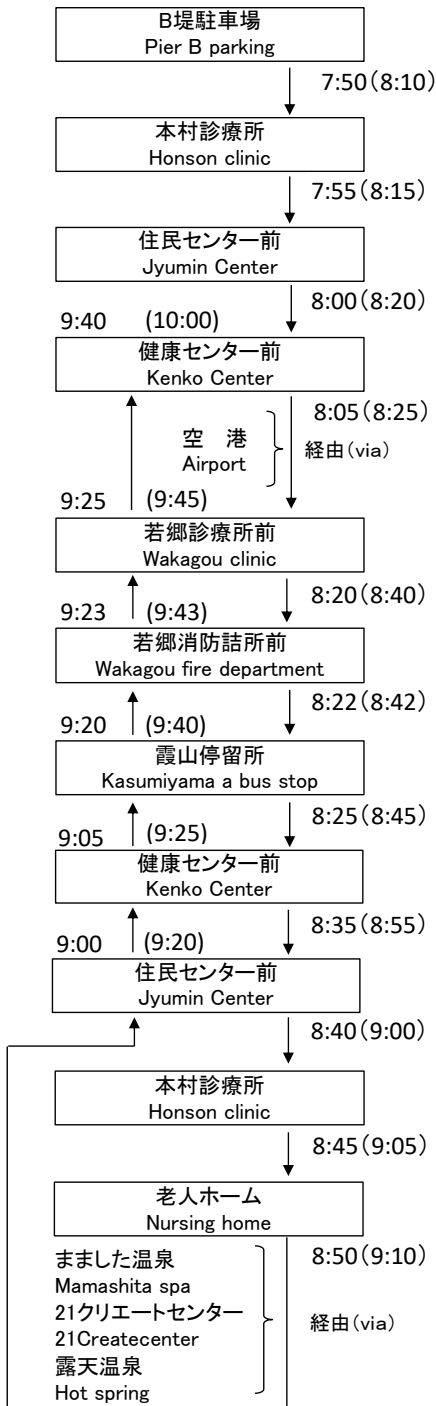 B堤駐車場
Pier B parking
7:50(8:10)
本村診療所
Honson clinic
7:55(8:15)
住民センター前
Jyumin Center
8:00(8:20)
9:40 (10:00)
健康センター前
Kenko Center
8:05(8:25)
空 港
Airport
経由(via)
9:25 (9:45)
若郷診療所前
Wakagou clinic
8:20(8:40)
9:23 (9:43)
若郷消防詰所前
Wakagou fire department
8:22(8:42)
9:20 (9:40)
霞山停留所
Kasumiyama a bus stop
8:25(8:45)
9:05 (9:25)
健康センター前
Kenko Center
8:35(8:55)
9:00 (9:20)
住民センター前
Jyumin Center
8:40(9:00)
本村診療所
Honson clinic
8:45(9:05)
老人ホーム
Nursing home
8:50(9:10)
まました温泉
Mamashita spa
21クリエートセンター
21Createcenter
露天温泉
Hot spring
経由(via)